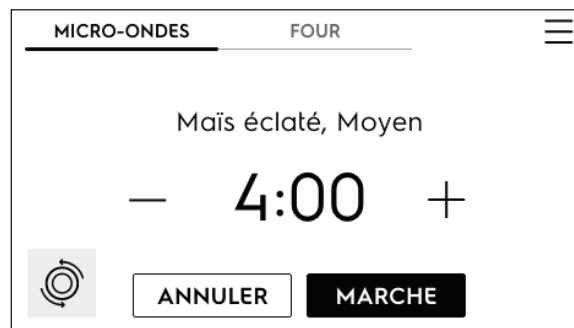 MICRO-ONDES FOUR
Maïs éclaté, Moyen
— 4:00 +
ANNULER MARCHE